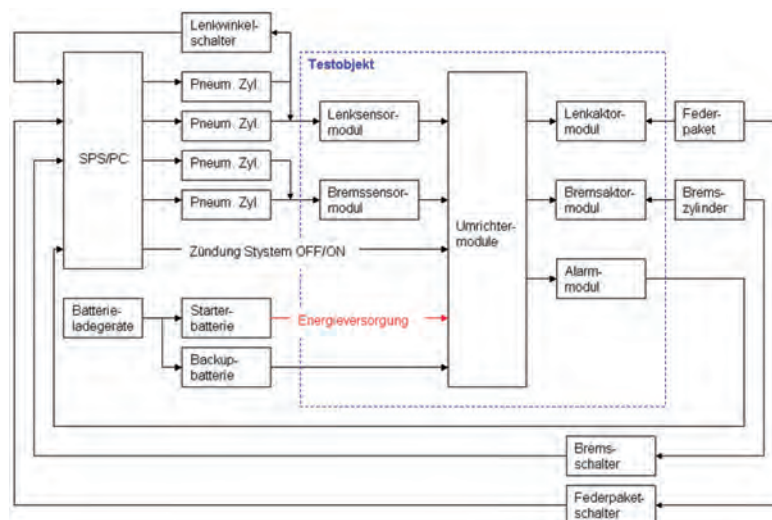 Lenkwinkel-
schalter
Testobjekt
Pneum. Zyl.
Pneum. Zyl.
Pneum. Zyl.
Pneum. Zyl.
SPS/PC
Lenksensor-
modul
Bremssensor-
modul
Umrichter-
module
Lenkaktor-
modul
Feder-
paket
Bremsaktor-
modul
Brems-
zylinder
Zündung Stystem OFF/ON
Alarm-
modul
Batterie-
ladegeräte
Starter-
batterie
Energieversorgung
Backup-
batterie
Brems-
schalter
Federpaket-
schalter